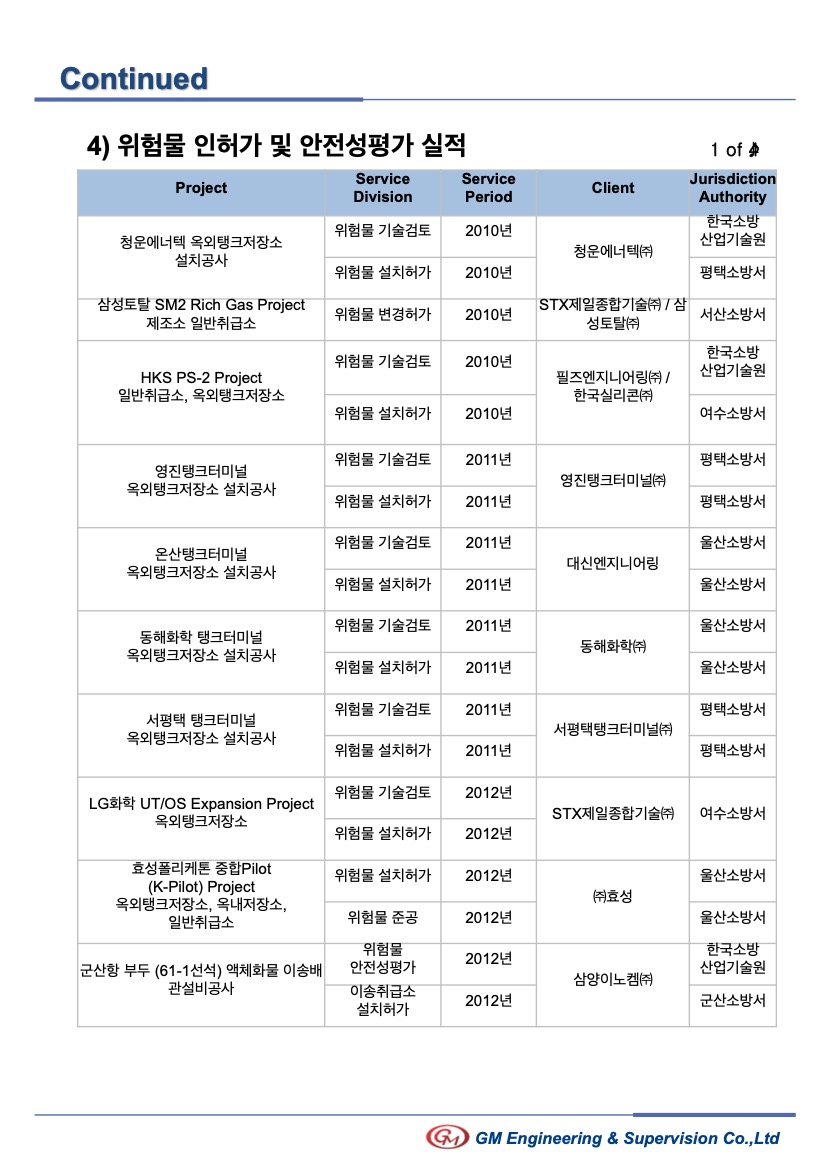 Continued
4) 위험물 인허가 및 안전성평가 실적
1 of
Project
Service
Division
Service
Period
Client
Jurisdiction
Authority
청운에너텍 옥외탱크저장소
설치공사
위험물 기술검토
2010년
청운에너텍㈜
한국소방
산업기술원
위험물 설치허가
2010년
평택소방서
삼성토탈 SM2 Rich Gas Project
제조소 일반취급소
위험물 변경허가
2010년
STX제일종합기술㈜ / 삼
성토탈㈜
서산소방서
HKS PS-2 Project
일반취급소, 옥외탱크저장소
위험물 기술검토
2010년
필즈엔지니어링㈜ /
한국실리콘㈜
한국소방
산업기술원
위험물 설치허가
2010년
여수소방서
영진탱크터미널
옥외탱크저장소 설치공사
위험물 기술검토
2011년
영진탱크터미널㈜
평택소방서
위험물 설치허가
2011년
평택소방서
온산탱크터미널
옥외탱크저장소 설치공사
위험물 기술검토
2011년
대신엔지니어링
울산소방서
위험물 설치허가
2011년
울산소방서
동해화학 탱크터미널
옥외탱크저장소 설치공사
위험물 기술검토
2011년
동해화학㈜
울산소방서
위험물 설치허가
2011년
울산소방서
서평택 탱크터미널
옥외탱크저장소 설치공사
위험물 기술검토
2011년
서평택탱크터미널㈜
평택소방서
위험물 설치허가
2011년
평택소방서
LG화학 UT/OS Expansion Project
옥외탱크저장소
위험물 기술검토
2012년
STX제일종합기술㈜
여수소방서
위험물 설치허가
2012년
효성폴리케톤 중합Pilot
(K-Pilot) Project
옥외탱크저장소, 옥내저장소,
일반취급소
위험물 설치허가
2012년
㈜효성
울산소방서
위험물 준공
2012년
울산소방서
군산항 부두 (61-1선석) 액체화물 이송배
관설비공사
위험물
안전성평가
2012년
삼양이노켐㈜
한국소방
산업기술원
이송취급소
설치허가
2012년
군산소방서
GM
GM Engineering & Supervision Co.,Ltd